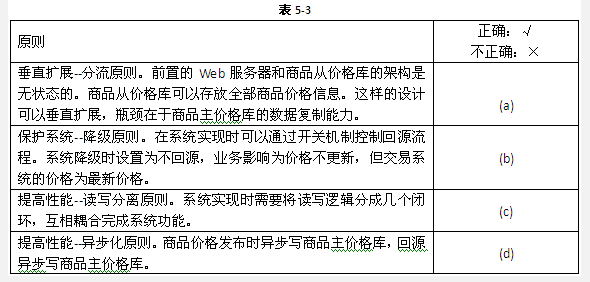 表 5-3
原则
正确：√
不正确：×
垂直扩展--分流原则。前置的 Web 服务器和商品从价格库的架构是
无状态的。商品从价格库可以存放全部商品价格信息。这样的设计
可以垂直扩展，瓶颈在于商品主价格库的数据复制能力。
(a)
保护系统--降级原则。在系统实现时可以通过开关机制控制回源流
程。系统降级时设置为不回源，业务影响为价格不更新，但交易系
统的价格为最新价格。
(b)
提高性能--读写分离原则。系统实现时需要将读写逻辑分成几个闭
环，互相耦合完成系统功能。
(c)
提高性能--异步化原则。商品价格发布时异步写商品主价格库，回源
异步写商品主价格库。
(d)